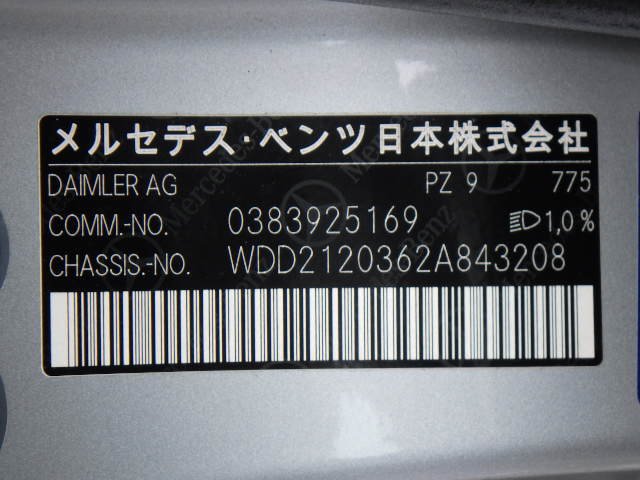 メルセデス・ベンツ日本株式会社
DAIMLER AG PZ 9 775
COMM.-NO. 0383925169 1,0%
CHASSIS.-NO. WDD2120362A843208